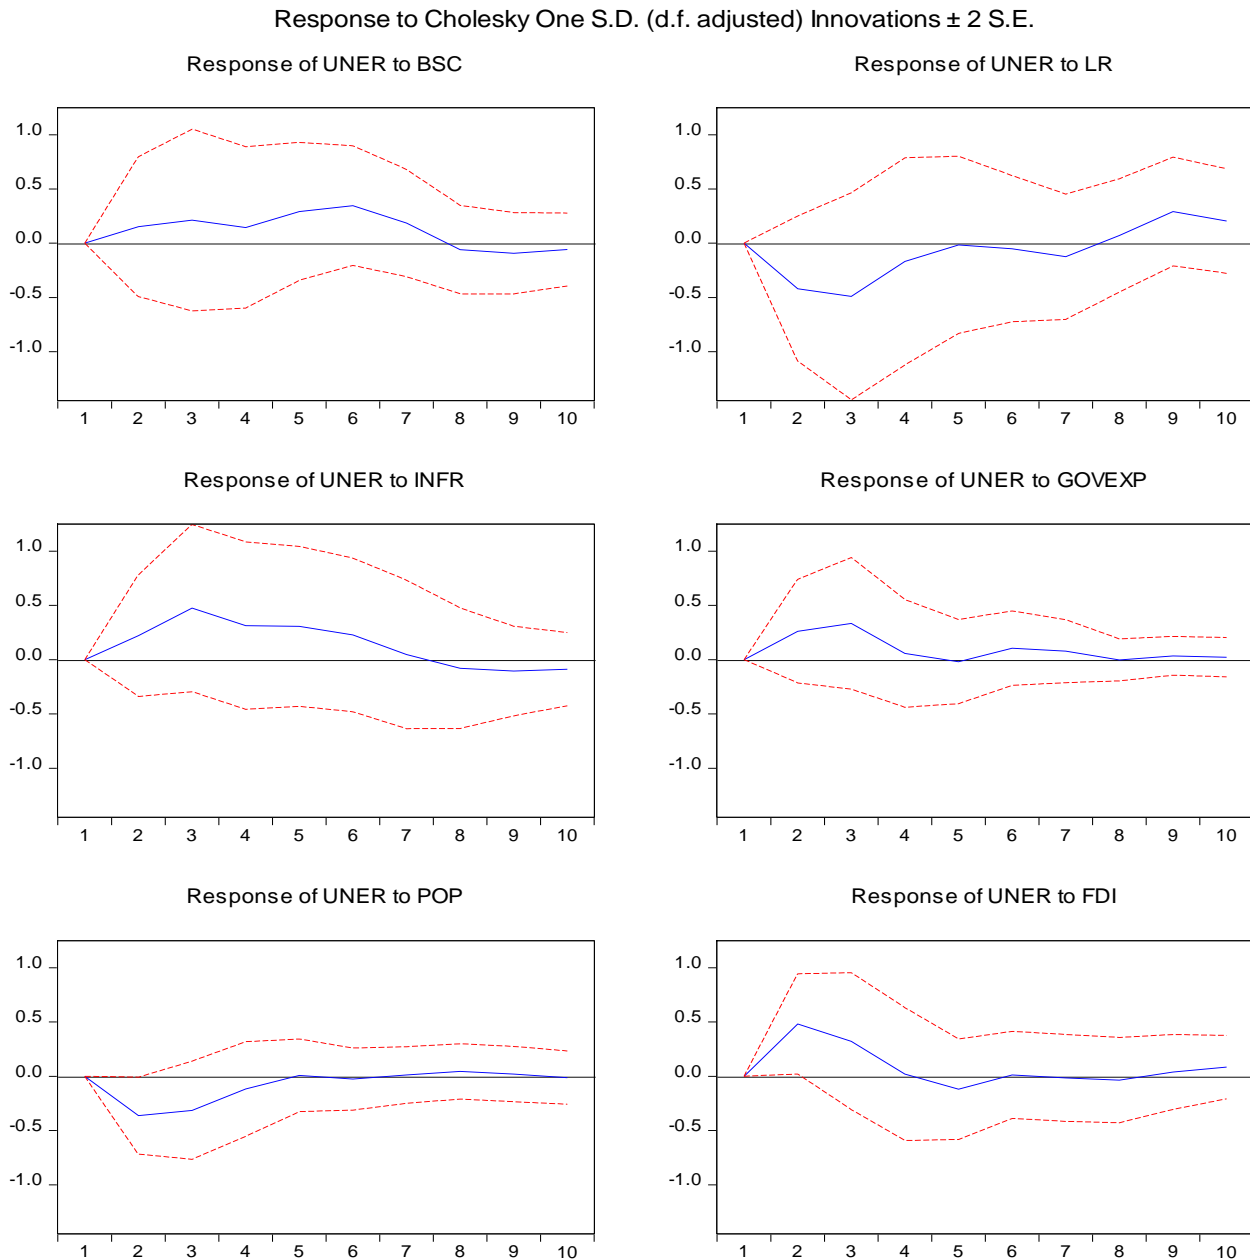 Response to Cholesky One S.D. (d.f. adjusted) Innovations ± 2 S.E.
Response of UNER to BSC
1.0
0.5
0.0
-0.5
-1.0
1 2 3 4 5 6 7 8 9 10
Response of UNER to LR
1.0
0.5
0.0
-0.5
-1.0
1 2 3 4 5 6 7 8 9 10
Response of UNER to INFR
1.0
0.5
0.0
-0.5
-1.0
1 2 3 4 5 6 7 8 9 10
Response of UNER to GOVEXP
1.0
0.5
0.0
-0.5
-1.0
1 2 3 4 5 6 7 8 9 10
Response of UNER to POP
1.0
0.5
0.0
-0.5
-1.0
1 2 3 4 5 6 7 8 9 10
Response of UNER to FDI
1.0
0.5
0.0
-0.5
-1.0
1 2 3 4 5 6 7 8 9 10